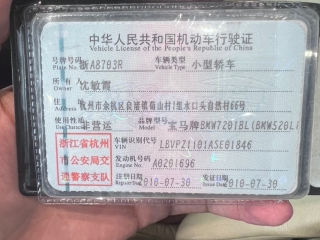 中华人民共和国机动车行驶证
Vehicle License of the People's Republic of China
号牌号码 浙A8703R 车辆类型 小型轿车
Plate No. Vehicle Type
所有人 沈敏霞
Owner
住址 杭州市余杭区良渚镇荀山村
使用性质 非营运 品牌型号 宝马牌BMW7201BL(BMW520L
Use Character
车辆识别代号
VIN
发动机号码 A0201696
Engine No.
注册日期 2010-07-30 发证日期 2010-07-30
Register Date Issue Date
浙江省杭州
市公安局交
通警察支队